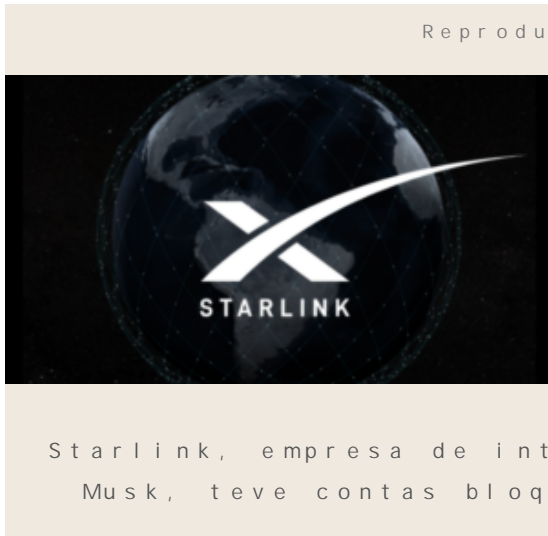 Reprodu
STARLINK
Starlink, empresa de int
Musk, teve contas bloq